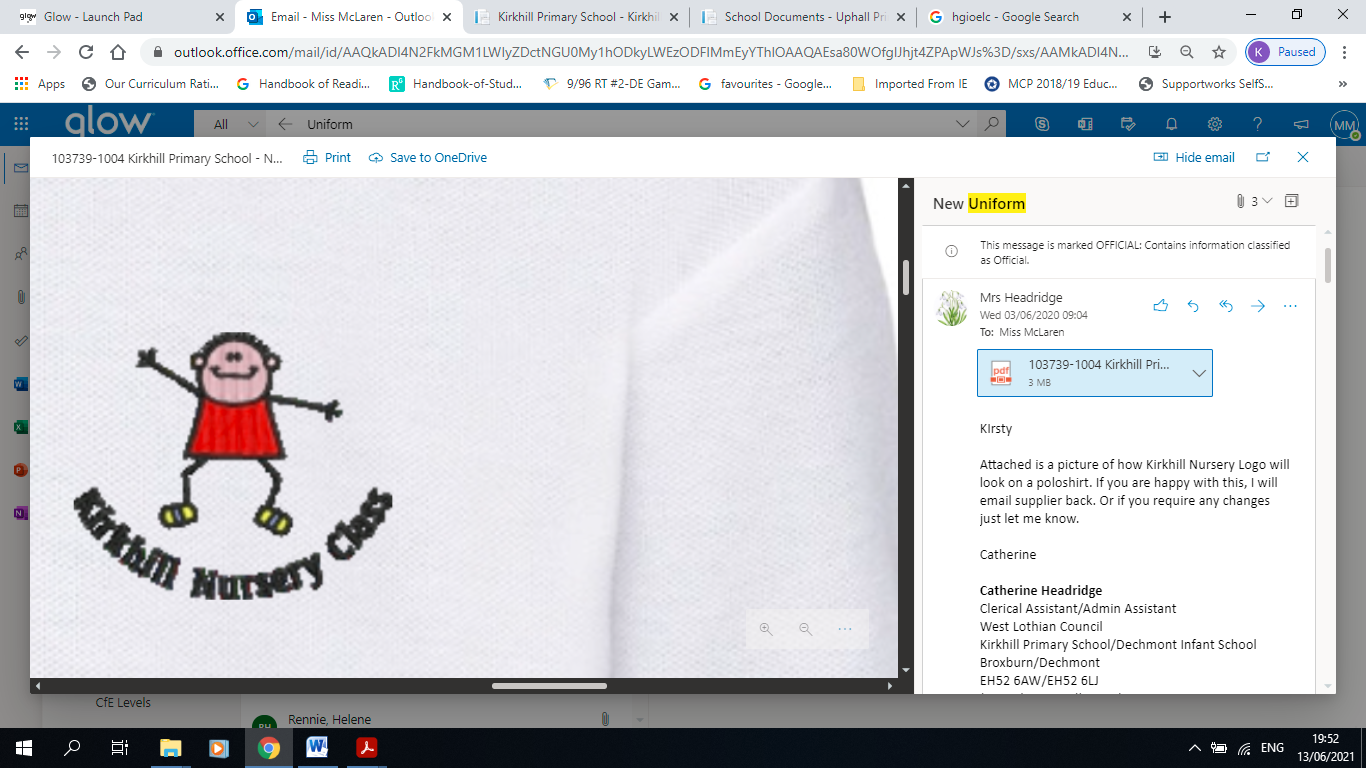 Glow - Launch Pad
Email - Miss McLaren - Outloo
Kirkhill Primary School - Kirkhil
School Documents - Uphall Pri
hgioelc - Google Search
outlook.office.com/mail/id/
Paused
K
Apps
Our Curriculum Rati...
Handbook of Readi...
Handbook-of-Stud...
9/96 RT #2-DE Gam...
favourites - Google...
Imported From IE
MCP 2018/19 Educ...
Supportworks SelfS...
glow
All
Uniform
MM
103739-1004 Kirkhill Primary School - N...
Print
Save to OneDrive
Hide email
New Uniform
3
This message is marked OFFICIAL: Contains information classified
as Official.
Mrs Headridge
Wed 03/06/2020 09:04
To: Miss McLaren
pdf
103739-1004 Kirkhill Pri...
3 MB
KIrsty
Attached is a picture of how Kirkhill Nursery Logo will
look on a poloshirt. If you are happy with this, I will
email supplier back. Or if you require any changes
just let me know.
Catherine
Catherine Headridge
Clerical Assistant/Admin Assistant
West Lothian Council
Kirkhill Primary School/Dechmont Infant School
Broxburn/Dechmont
EH52 6AW/EH52 6LJ
Kirkhill Nursery Class
CfE Levels
Rennie, Helene
ENG
19:52
13/06/2021